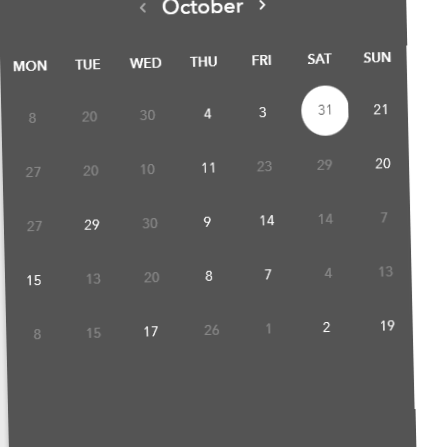 ‹ October ›
MON TUE WED THU FRI SAT SUN
8 20 30 4 3 31 21
27 20 10 11 23 29 20
27 29 30 9 14 14 7
15 13 20 8 7 4 13
8 15 17 26 1 2 19